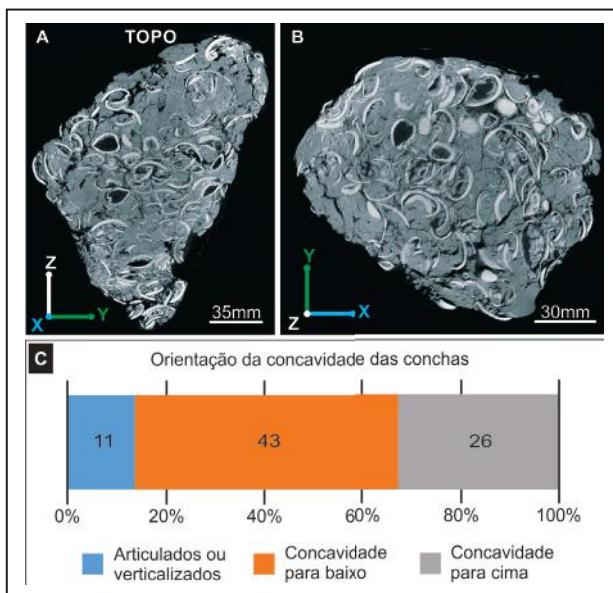 A
TOPO
Z
X
Y
35mm
B
Y
Z
X
30mm
C
Orientação da concavidade das conchas
11
43
26
0%
20%
40%
60%
80%
100%
Articulados ou
verticalizados
Concavidade
para baixo
Concavidade
para cima